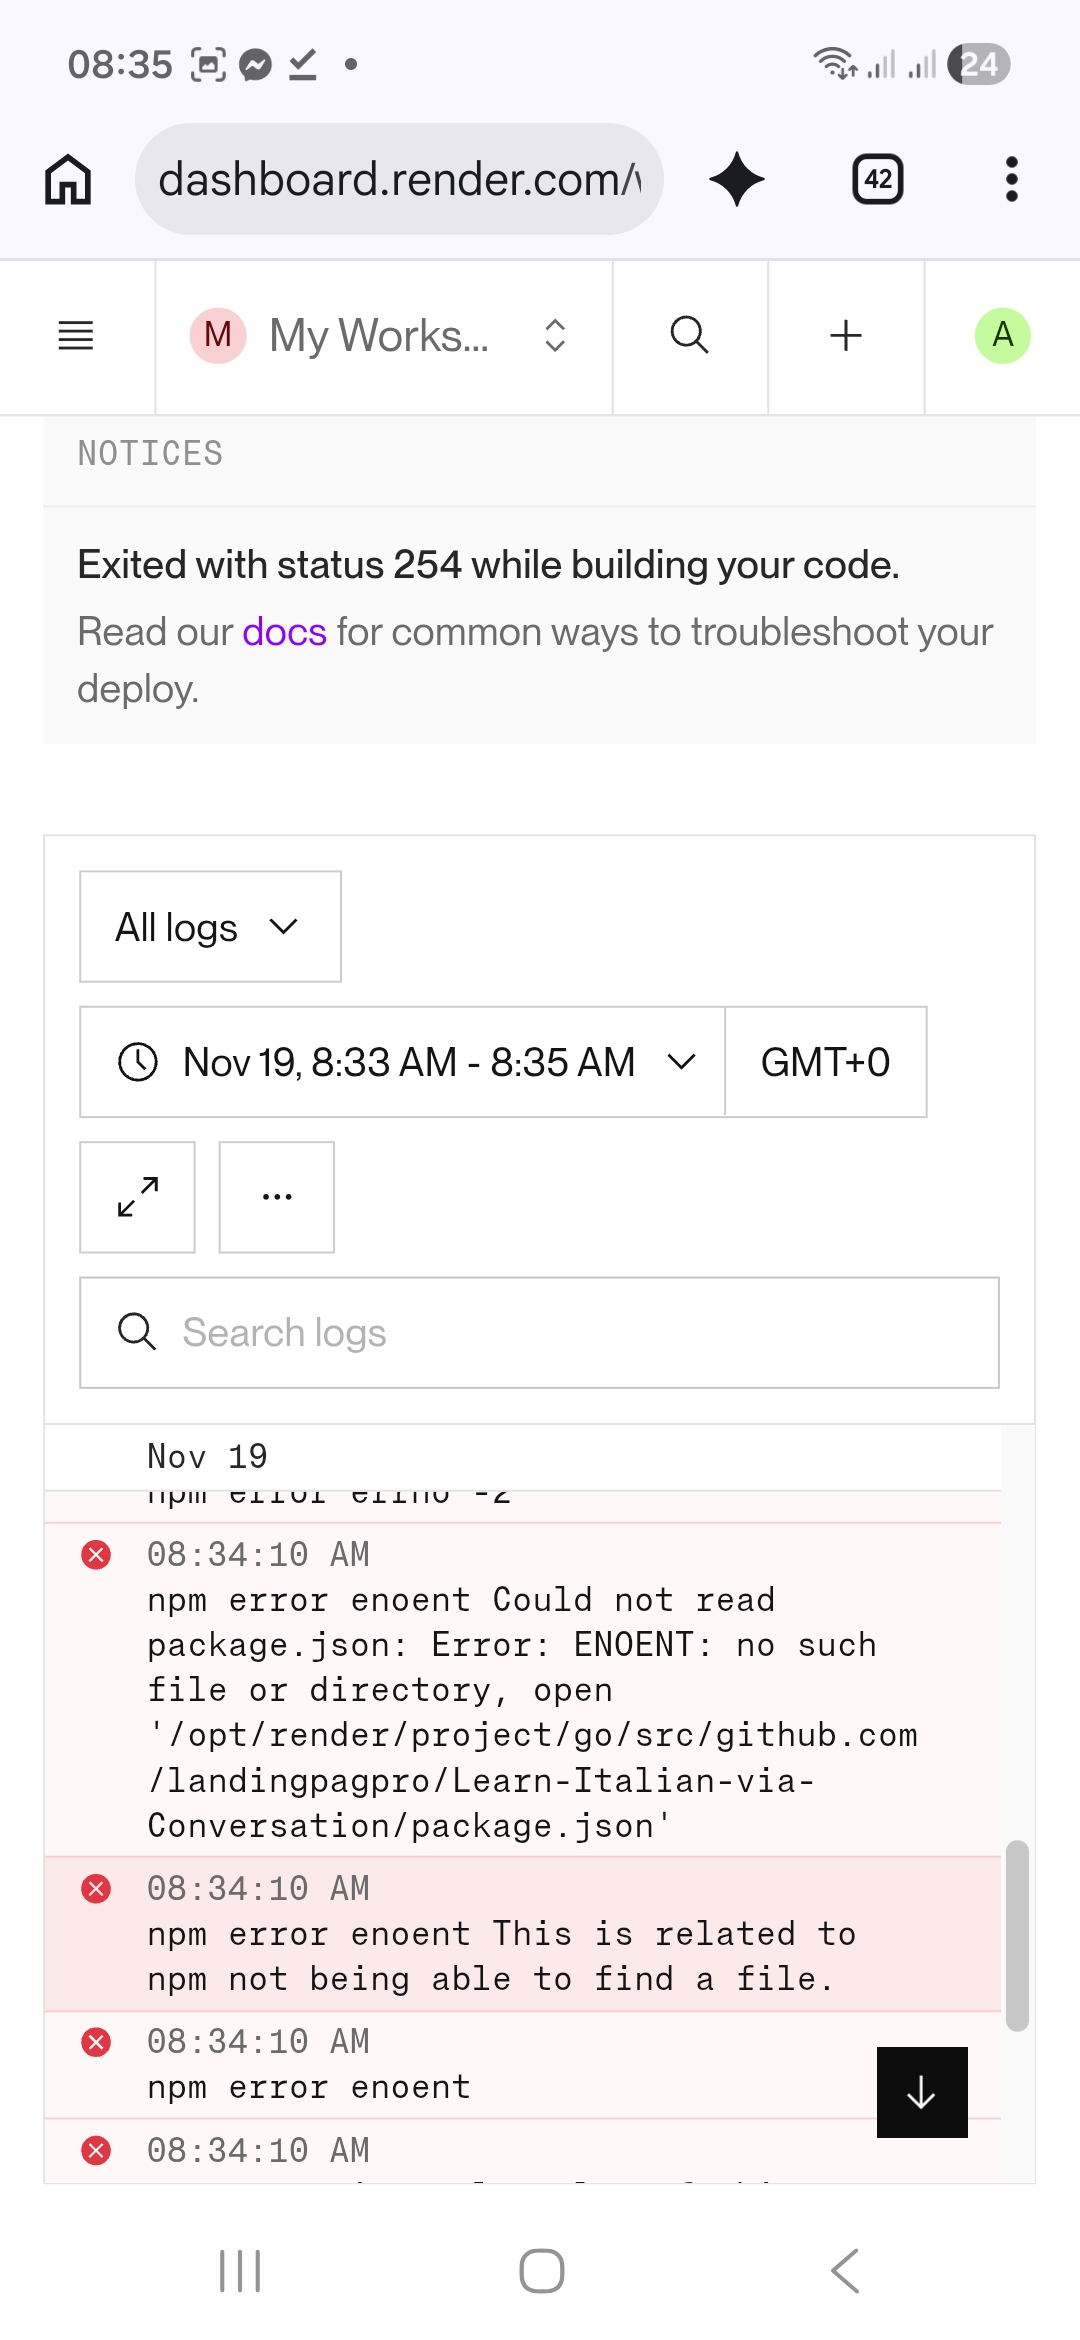 08:35
24
dashboard.render.com/
42
M My Works...
A
NOTICES
Exited with status 254 while building your code.
Read our docs for common ways to troubleshoot your
deploy.
All logs
Nov 19, 8:33 AM - 8:35 AM
GMT+0
...
Search logs
Nov 19
npm error errno -2
08:34:10 AM
npm error enoent Could not read
package.json: Error: ENOENT: no such
file or directory, open
'/opt/render/project/go/src/github.com
/landingpagpro/Learn-Italian-via-
Conversation/package.json'
08:34:10 AM
npm error enoent This is related to
npm not being able to find a file.
08:34:10 AM
npm error enoent
08:34:10 AM